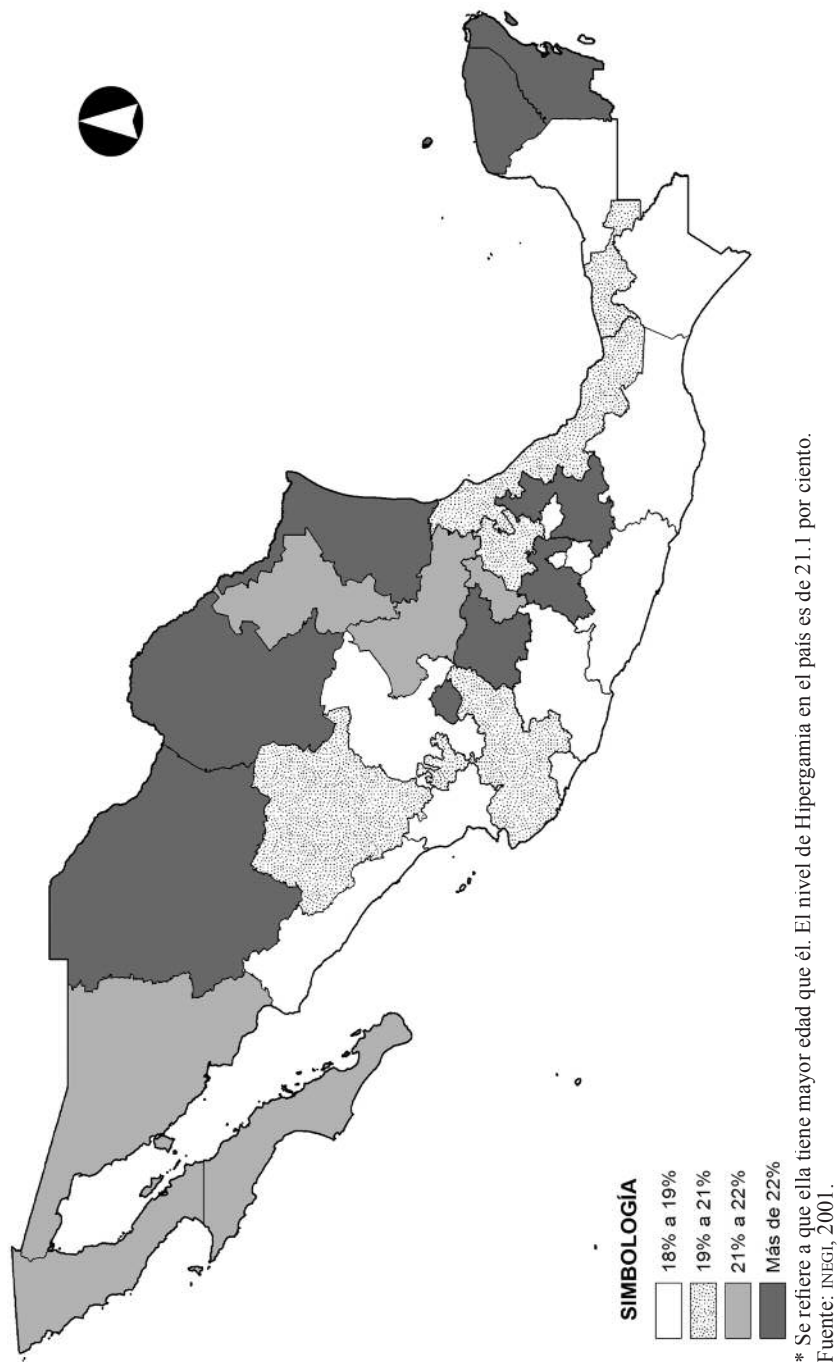 SIMBOLOGÍA
18% a 19%
19% a 21%
21% a 22%
Más de 22%
* Se refiere a que ella tiene mayor edad que él. El nivel de Hipergamia en el país es de 21.1 por ciento.
Fuente: INEGI, 2001.